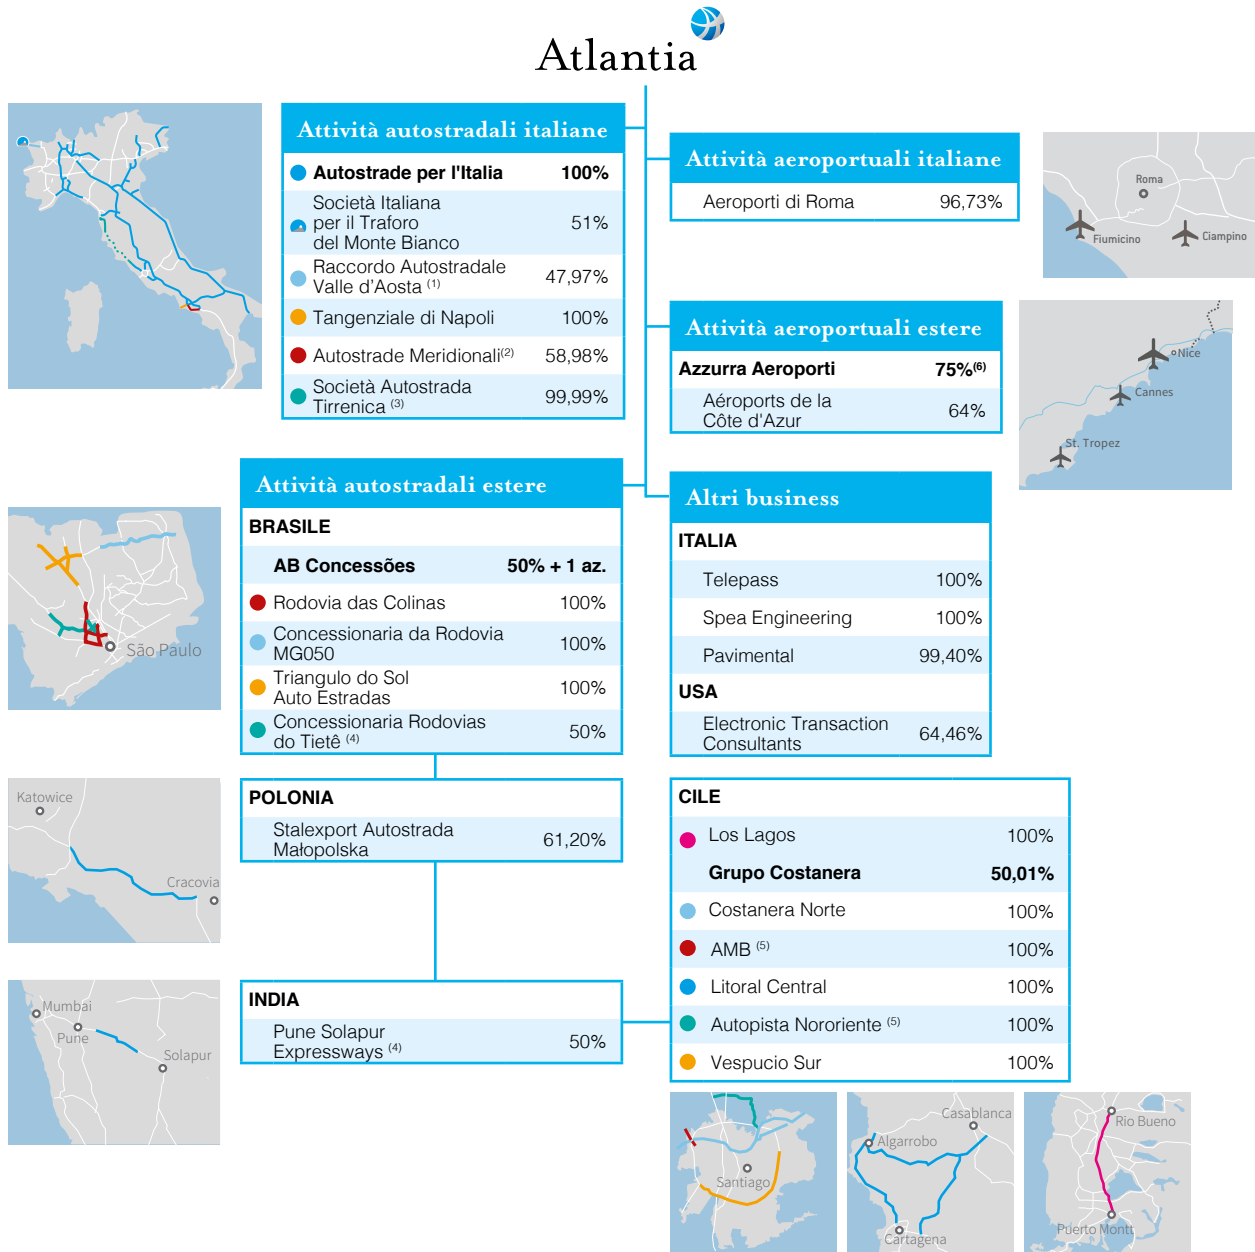 Atlantia
Attività autostradali italiane
Autostrade per l'Italia 100%
Società Italiana
per il Traforo 51%
del Monte Bianco
Raccordo Autostradale
Valle d'Aosta (1) 47,97%
Tangenziale di Napoli 100%
Autostrade Meridionali(2) 58,98%
Società Autostrada
Tirrenica (3) 99,99%
Attività aeroportuali italiane
Aeroporti di Roma 96,73%
Roma
Fiumicino
Ciampino
Attività aeroportuali estere
Azzurra Aeroporti 75%(6)
Aéroports de la
Côte d'Azur 64%
Nice
Cannes
St. Tropez
Attività autostradali estere
BRASILE
AB Concessões 50% + 1 az.
Rodovia das Colinas 100%
Concessionaria da Rodovia
MG050 100%
Triangulo do Sol
Auto Estradas 100%
Concessionaria Rodovias
do Tietê (4) 50%
São Paulo
Altri business
ITALIA
Telepass 100%
Spea Engineering 100%
Pavimental 99,40%
USA
Electronic Transaction
Consultants 64,46%
POLONIA
Stalexport Autostrada
Małopolska 61,20%
Katowice
Cracovia
INDIA
Pune Solapur
Expressways (4) 50%
Mumbai
Pune
Solapur
CILE
Los Lagos 100%
Grupo Costanera 50,01%
Costanera Norte 100%
AMB (5) 100%
Litoral Central 100%
Autopista Nororiente (5) 100%
Vespucio Sur 100%
Santiago
Casablanca
Algarrobo
Cartagena
Rio Bueno
Puerto Montt